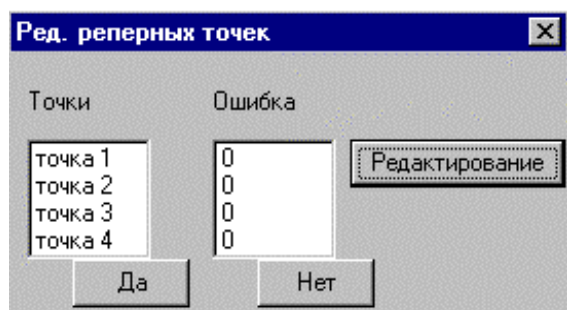 Ред. реперных точек
Точки Ошибка
точка 1 0 Редактирование
точка 2 0
точка 3 0
точка 4 0
Да Нет